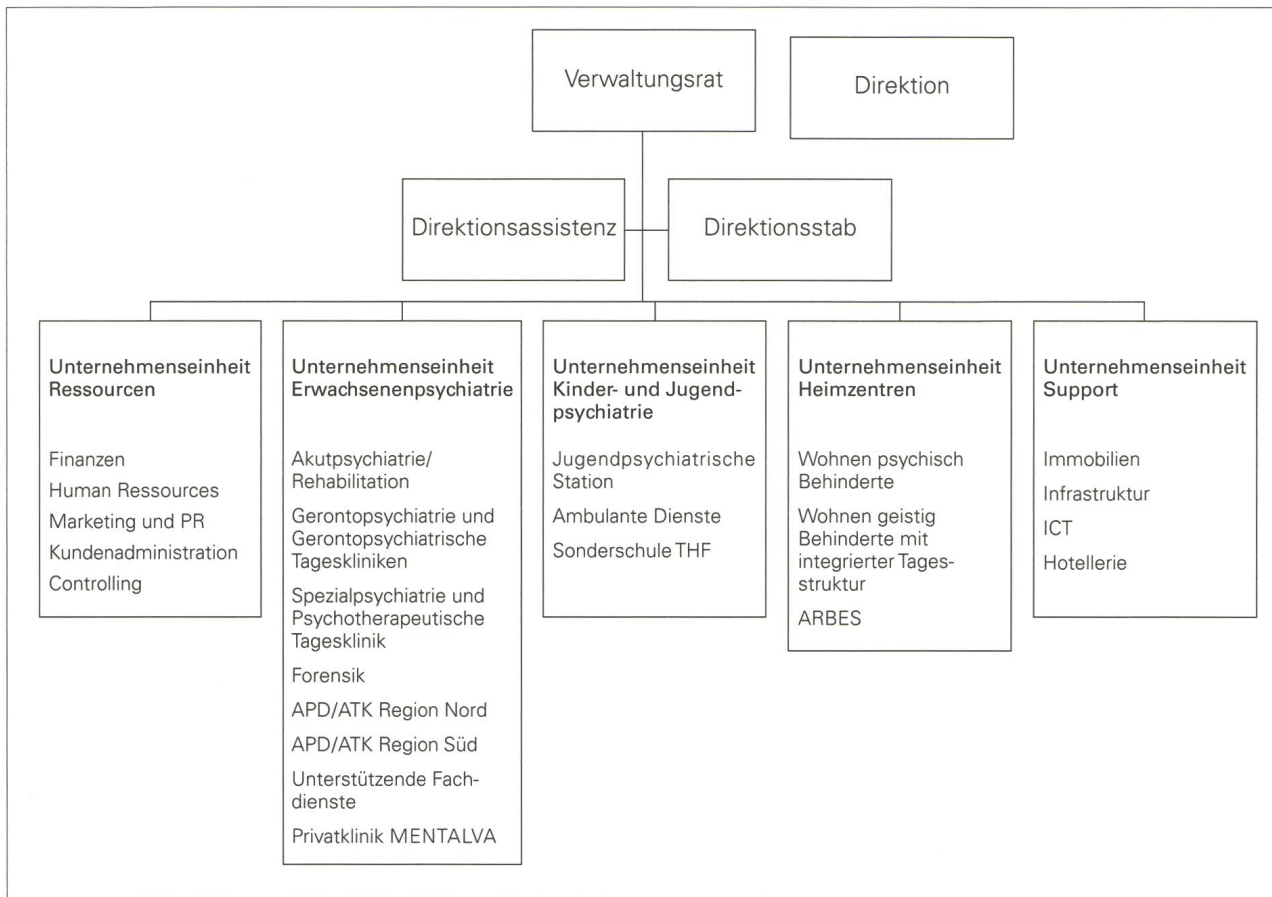 Verwaltungsrat
Direktion
Direktionsassistenz
Direktionsstab
Unternehmenseinheit
Ressourcen
Finanzen
Human Ressources
Marketing und PR
Kundenadministration
Controlling
Unternehmenseinheit
Erwachsenenpsychiatrie
Akutpsychiatrie/
Rehabilitation
Gerontopsychiatrie und
Gerontopsychiatrische
Tageskliniken
Spezialpsychiatrie und
Psychotherapeutische
Tagesklinik
Forensik
APD/ATK Region Nord
APD/ATK Region Süd
Unterstützende Fach-
dienste
Privatklinik MENTALVA
Unternehmenseinheit
Kinder- und Jugend-
psychiatrie
Jugendpsychiatrische
Station
Ambulante Dienste
Sonderschule THF
Unternehmenseinheit
Heimzentren
Wohnen psychisch
Behinderte
Wohnen geistig
Behinderte mit
integrierter Tages-
struktur
ARBES
Unternehmenseinheit
Support
Immobilien
Infrastruktur
ICT
Hotellerie